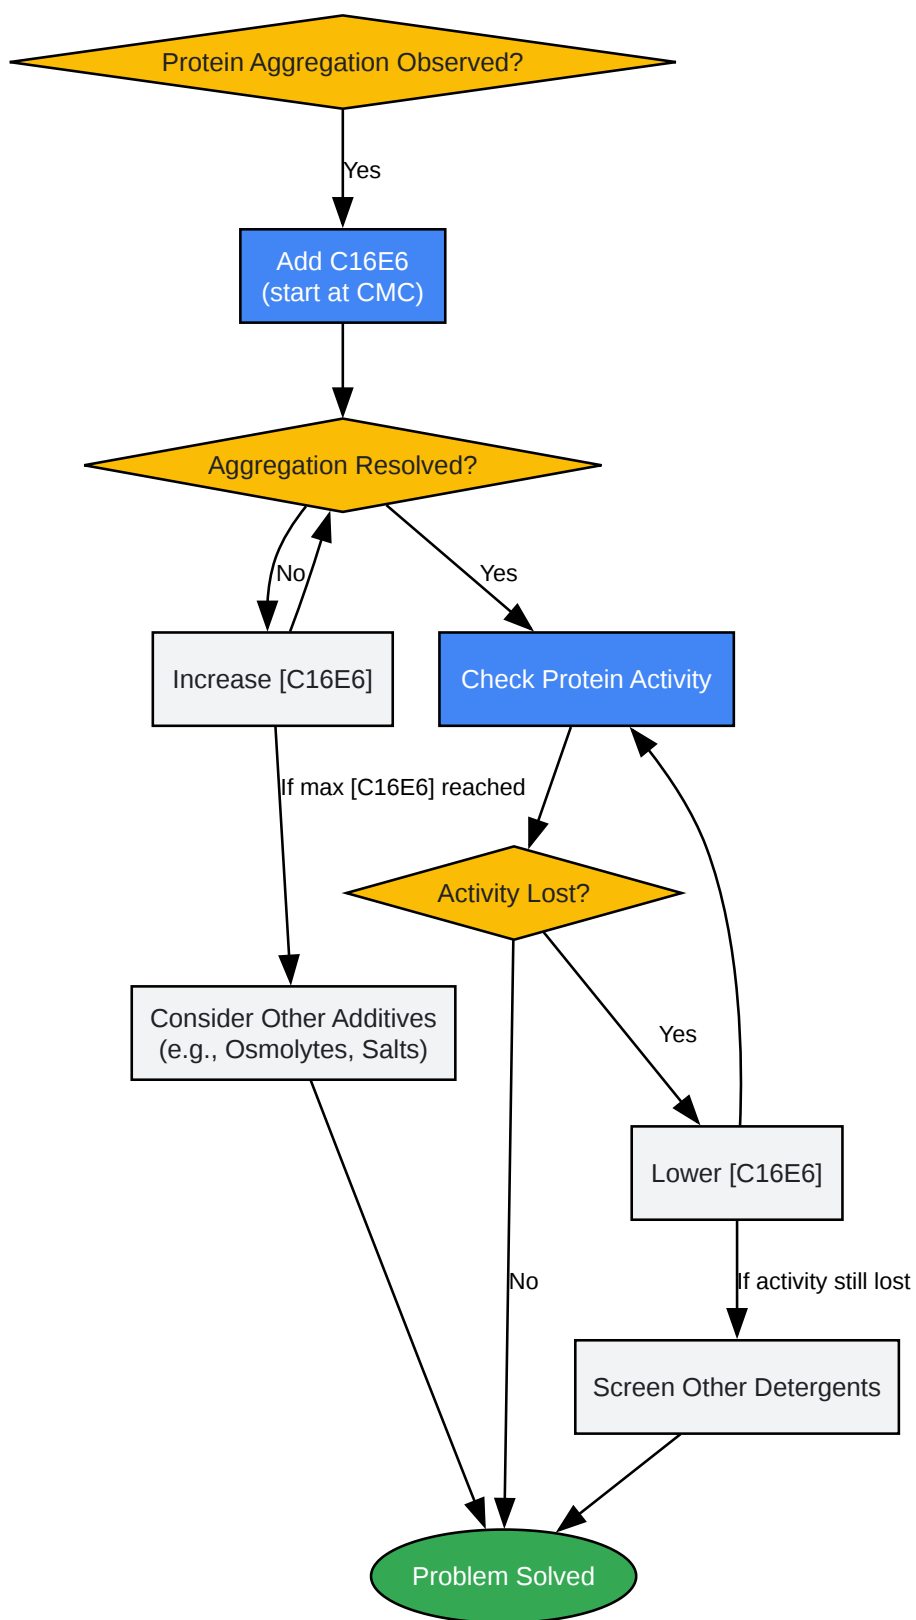 Protein Aggregation Observed?
Yes
Add C16E6
(start at CMC)
Aggregation Resolved?
No
Yes
Increase [C16E6]
Check Protein Activity
If max [C16E6] reached
Activity Lost?
Consider Other Additives
(e.g., Osmolytes, Salts)
Yes
Lower [C16E6]
No
If activity still lost
Screen Other Detergents
Problem Solved